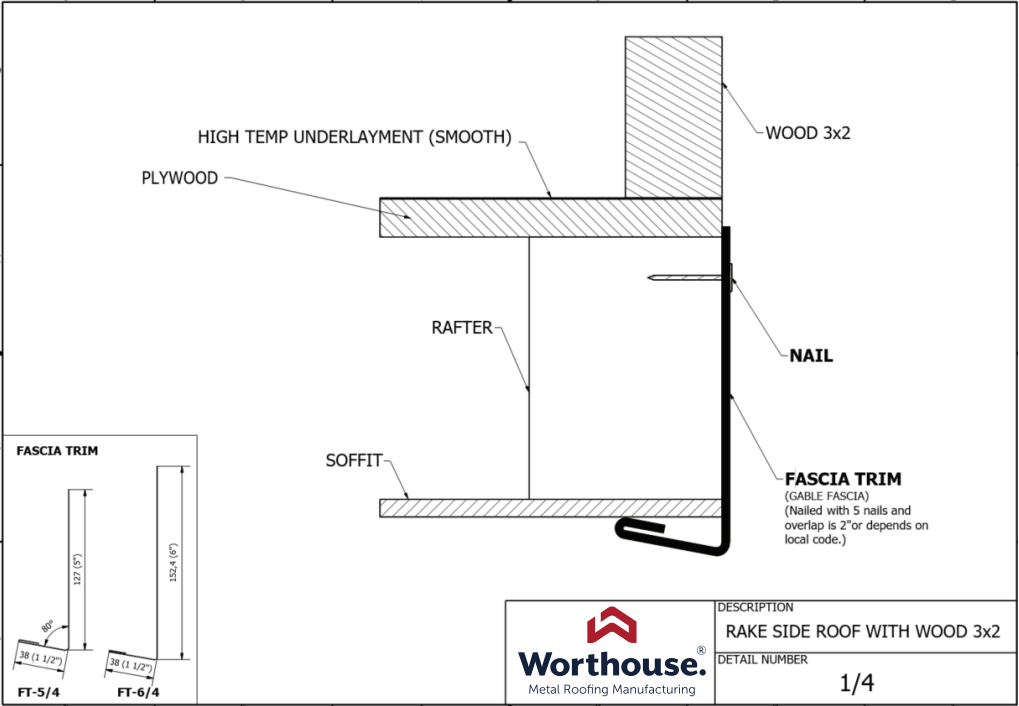 HIGH TEMP UNDERLAYMENT (SMOOTH)
WOOD 3x2
PLYWOOD
RAFTER
NAIL
SOFFIT
FASCIA TRIM
(GABLE FASCIA)
(Nailed with 5 nails and
overlap is 2"or depends on
local code.)
FASCIA TRIM
127 (5")
152,4 (6")
80°
38 (1 1/2")
38 (1 1/2")
FT-5/4
FT-6/4
Worthouse.®
Metal Roofing Manufacturing
DESCRIPTION
RAKE SIDE ROOF WITH WOOD 3x2
DETAIL NUMBER
1/4